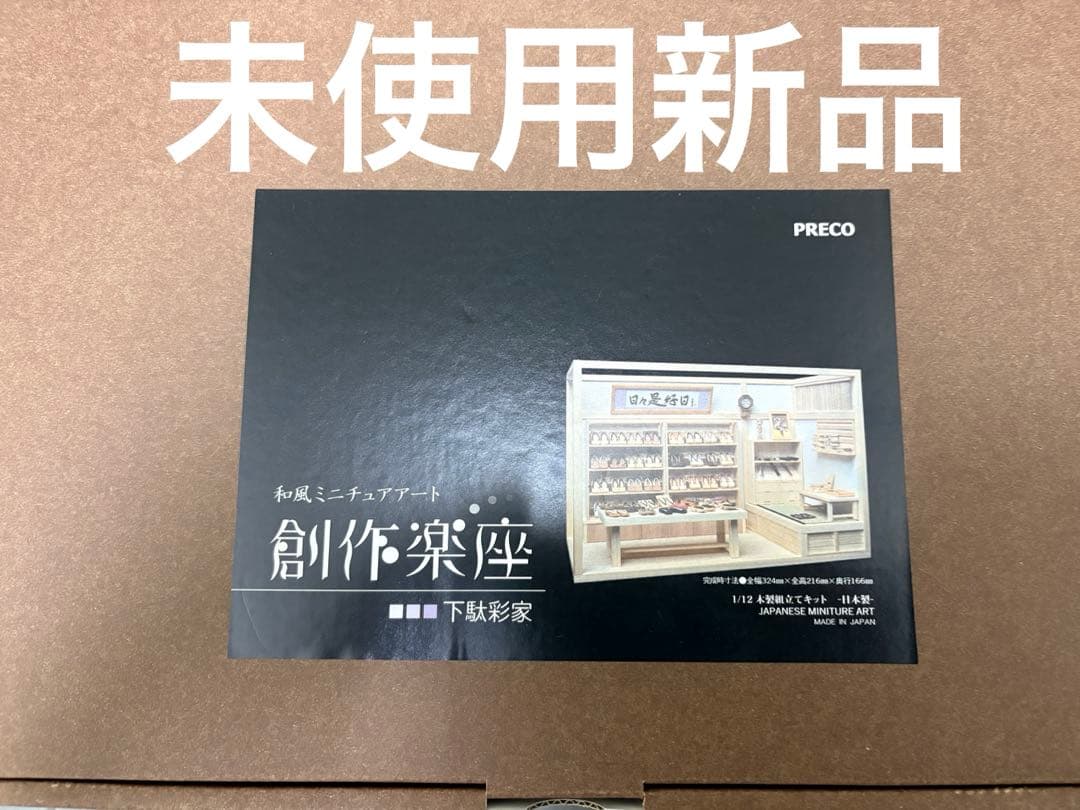 未使用新品
PRECO
日々是好日
和風ミニチュアアート
創作楽座
下駄彩家
完成時寸法●全幅324㎜×全高216㎜×奥行166㎜
1/12 木製組立てキット -日本製-
JAPANESE MINITURE ART
MADE IN JAPAN